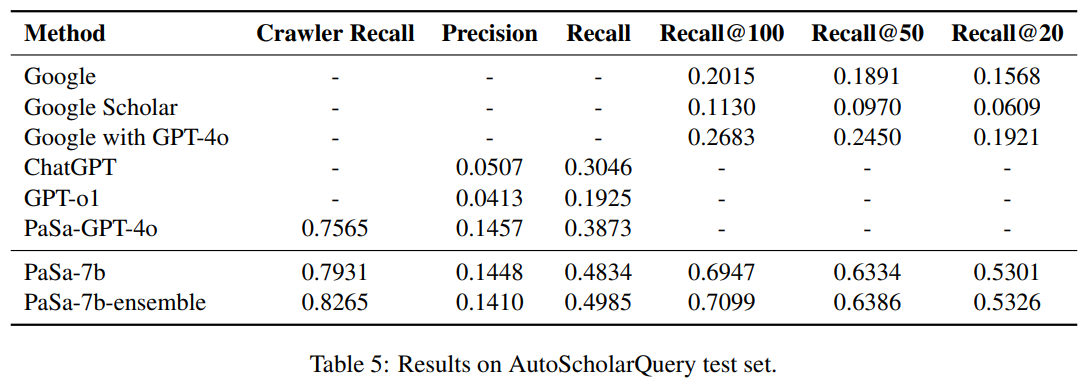 Method Crawler Recall Precision Recall Recall@100 Recall@50 Recall@20
Google - - - 0.2015 0.1891 0.1568
Google Scholar - - - 0.1130 0.0970 0.0609
Google with GPT-4o - - - 0.2683 0.2450 0.1921
ChatGPT - 0.0507 0.3046 - - -
GPT-o1 - 0.0413 0.1925 - - -
PaSa-GPT-4o 0.7565 0.1457 0.3873 - - -
PaSa-7b 0.7931 0.1448 0.4834 0.6947 0.6334 0.5301
PaSa-7b-ensemble 0.8265 0.1410 0.4985 0.7099 0.6386 0.5326
Table 5: Results on AutoScholarQuery test set.